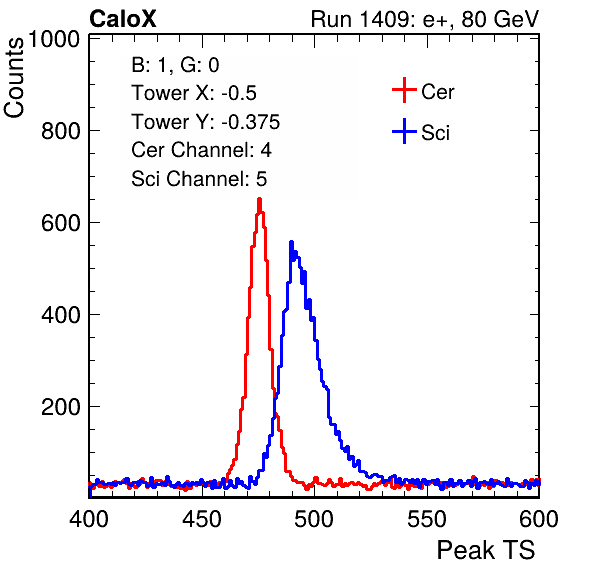 CaloX Run 1409: e+, 80 GeV
Counts
1000
800
600
400
200
B: 1, G: 0
Tower X: -0.5
Tower Y: -0.375
Cer Channel: 4
Sci Channel: 5
Cer
Sci
400 450 500 550 600
Peak TS